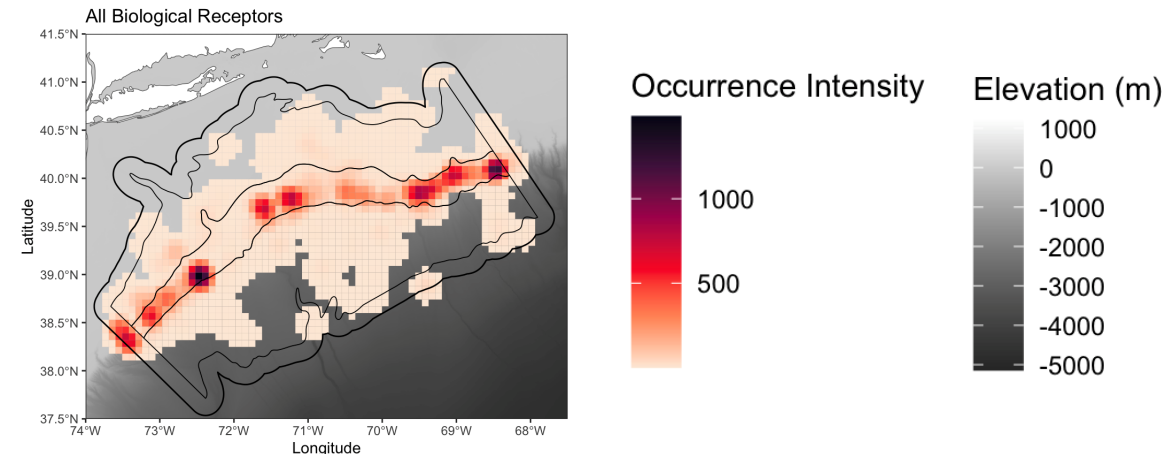 All Biological Receptors
41.5°N
41.0°N
40.5°N
40.0°N
39.5°N
39.0°N
38.5°N
38.0°N
37.5°N
Latitude
74°W 73°W 72°W 71°W 70°W 69°W 68°W
Longitude
Occurrence Intensity
1000
500
Elevation (m)
1000
0
-1000
-2000
-3000
-4000
-5000